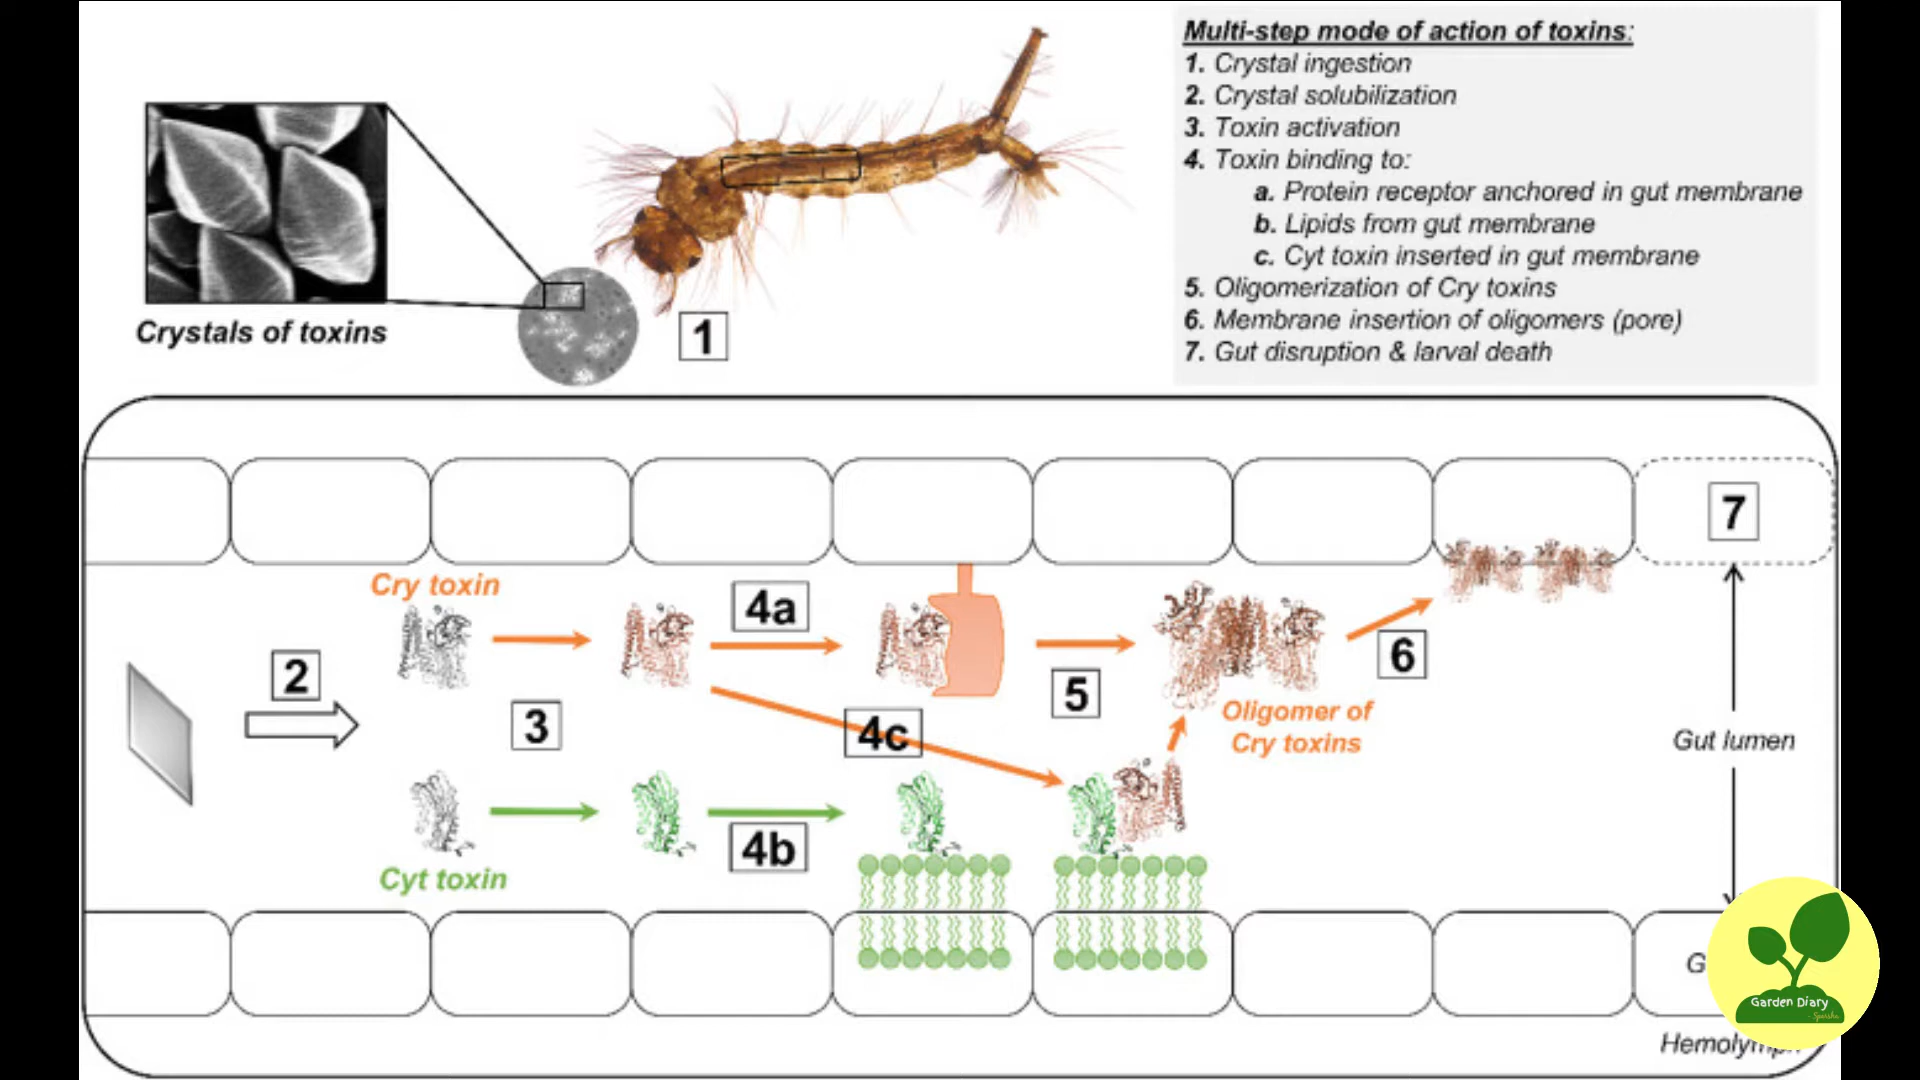 Multi-step mode of action of toxins:
1. Crystal ingestion
2. Crystal solubilization
3. Toxin activation
4. Toxin binding to:
a. Protein receptor anchored in gut membrane
b. Lipids from gut membrane
c. Cyt toxin inserted in gut membrane
5. Oligomerization of Cry toxins
6. Membrane insertion of oligomers (pore)
7. Gut disruption & larval death
Crystals of toxins
1
7
Cry toxin
4a
2
3
4c
5
6
Oligomer of
Cry toxins
Gut lumen
4b
Cyt toxin
G
Garden Diary
- Sparsha
Hemolymph